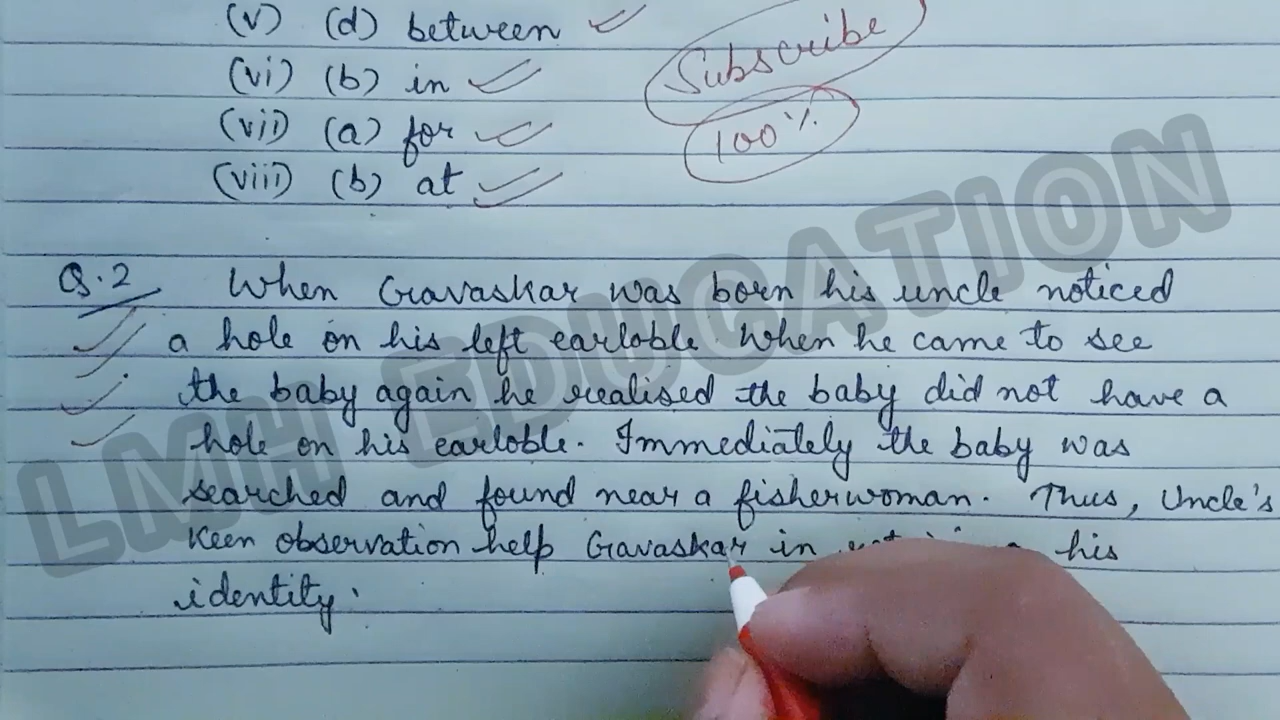 (v) (d) between
Subscribe
(vi) (b) in
100%
(vii) (a) for
(viii) (b) at
Q.2 When Gavaskar was born his uncle noticed
a hole on his left earloble. When he came to see
the baby again he realised the baby did not have a
hole on his earloble. Immediately the baby was
searched and found near a fisherwoman. Thus, Uncle's
Keen observation help Gavaskar in his
identity.
LMH EDUCATION